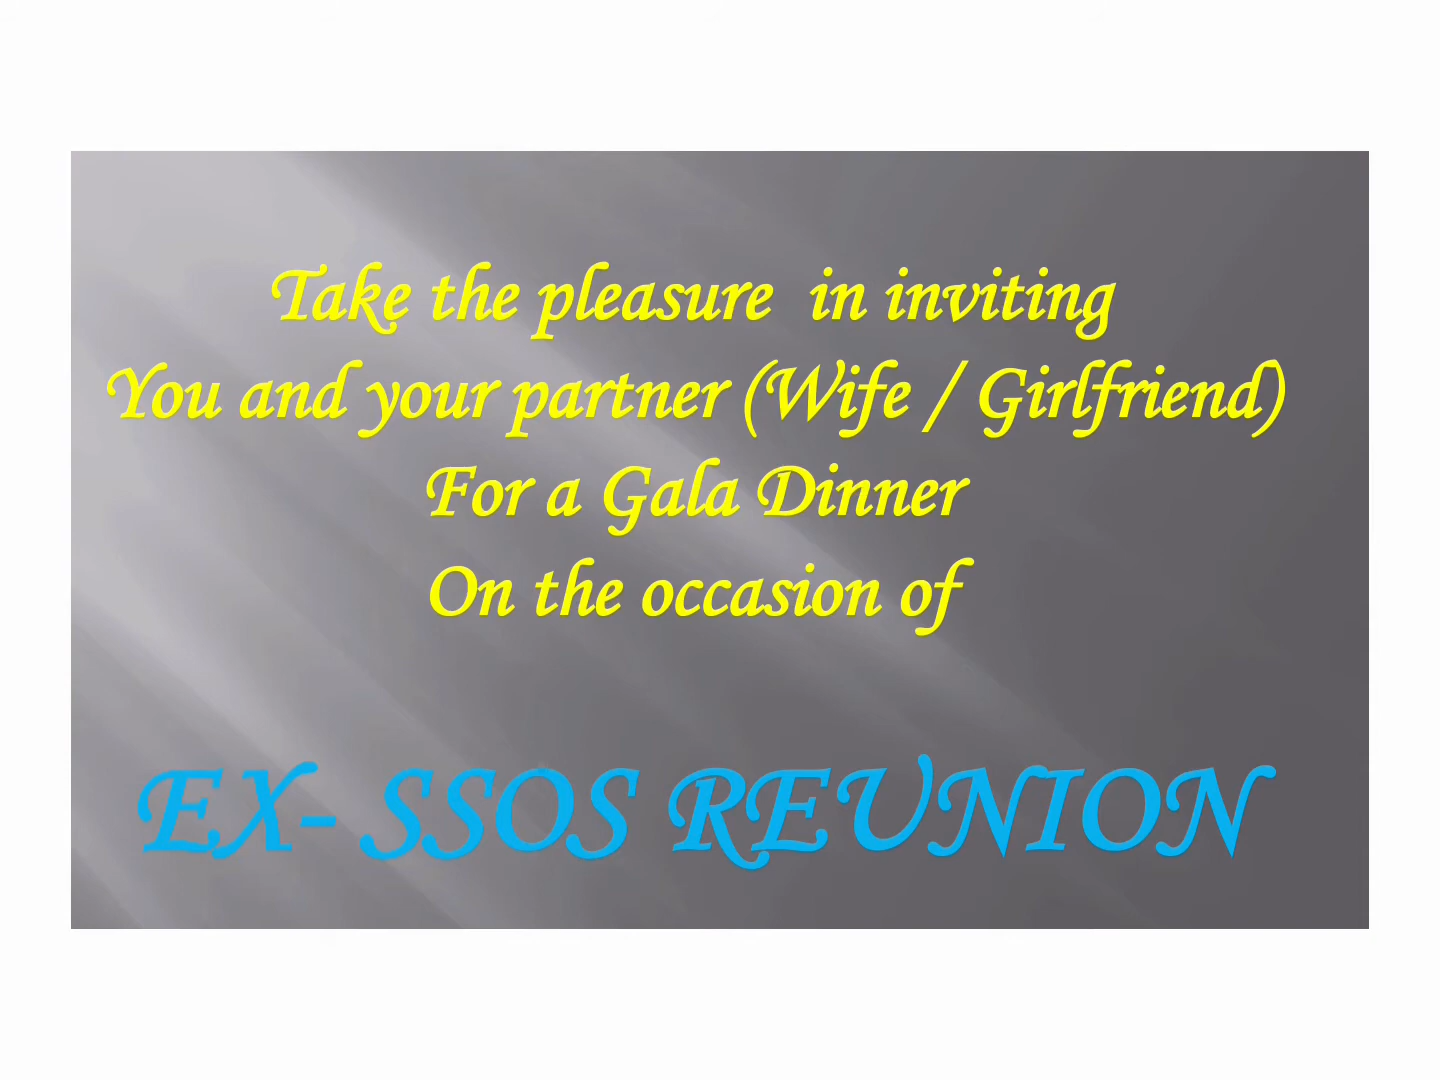 Take the pleasure in inviting
You and your partner (Wife / Girlfriend)
For a Gala Dinner
On the occasion of
EX- SSOS REUNION